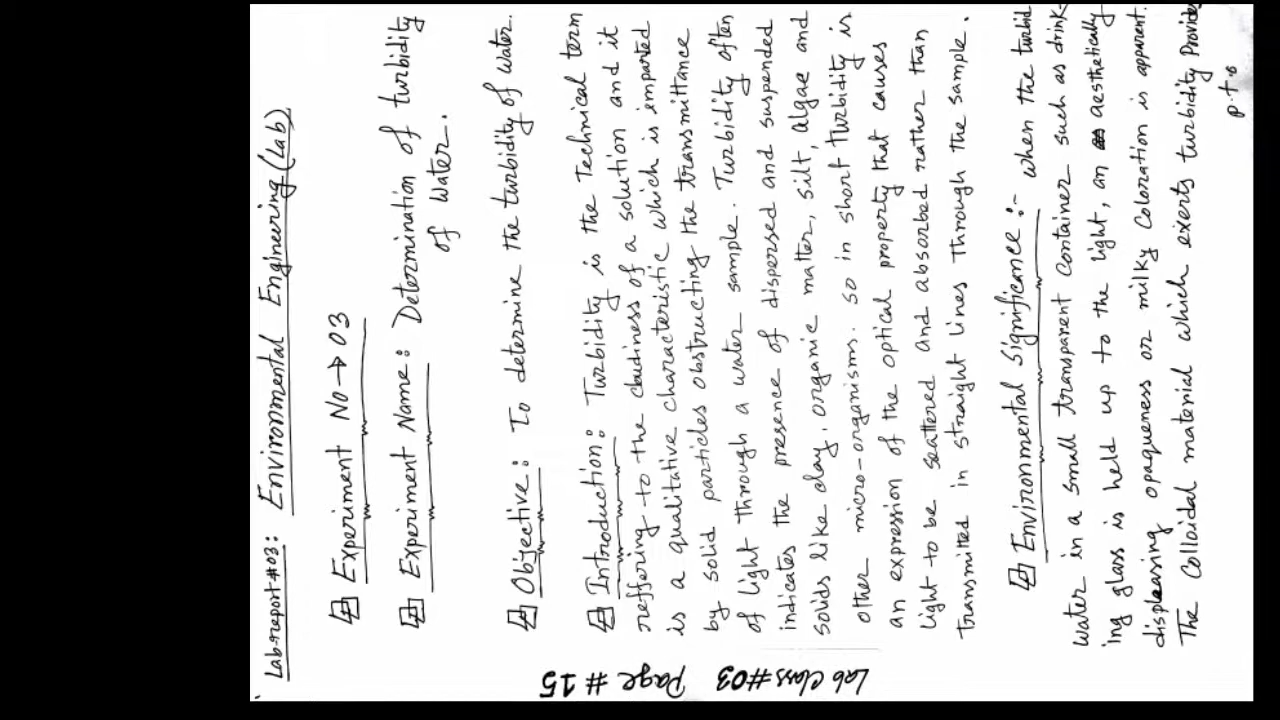 Lab report #03: Environmental Engineering (Lab)
Experiment No → 03
Experiment Name: Determination of turbidity
of Water.
Objective: To determine the turbidity of water.
Introduction: Turbidity is the technical term
reffering to the cloudiness of a solution and it
is a qualitative characteristic which is imparted
by solid particles obstructing the transmittance
of light through a water sample. Turbidity often
indicates the presence of dispersed and suspended
solids like clay, organic matter, silt, algae and
other micro-organisms. so in short turbidity is
an expression of the optical property that causes
light to be scattered and absorbed rather than
transmitted in straight lines through the sample.
Environmental Significance:- when the turbid
water in a small transparent container such as drink-
ing glass is held up to the light, an aesthetically
displeasing opaqueness or milky coloration is apparent.
The colloidal material which exerts turbidity Provides
p.t.o
Lab Class#03 Page # 15